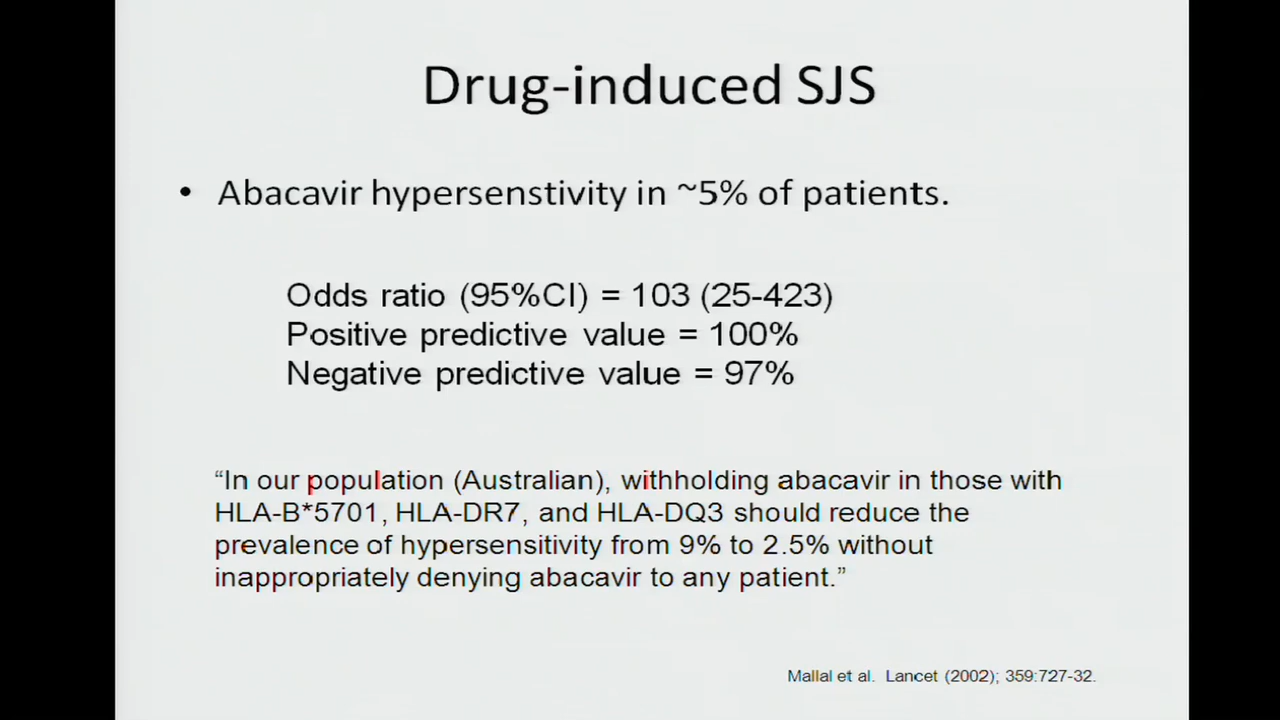 Drug-induced SJS
• Abacavir hypersenstivity in ~5% of patients.
Odds ratio (95%CI) = 103 (25-423)
Positive predictive value = 100%
Negative predictive value = 97%
“In our population (Australian), withholding abacavir in those with
HLA-B*5701, HLA-DR7, and HLA-DQ3 should reduce the
prevalence of hypersensitivity from 9% to 2.5% without
inappropriately denying abacavir to any patient.”
Mallal et al. Lancet (2002); 359:727-32.